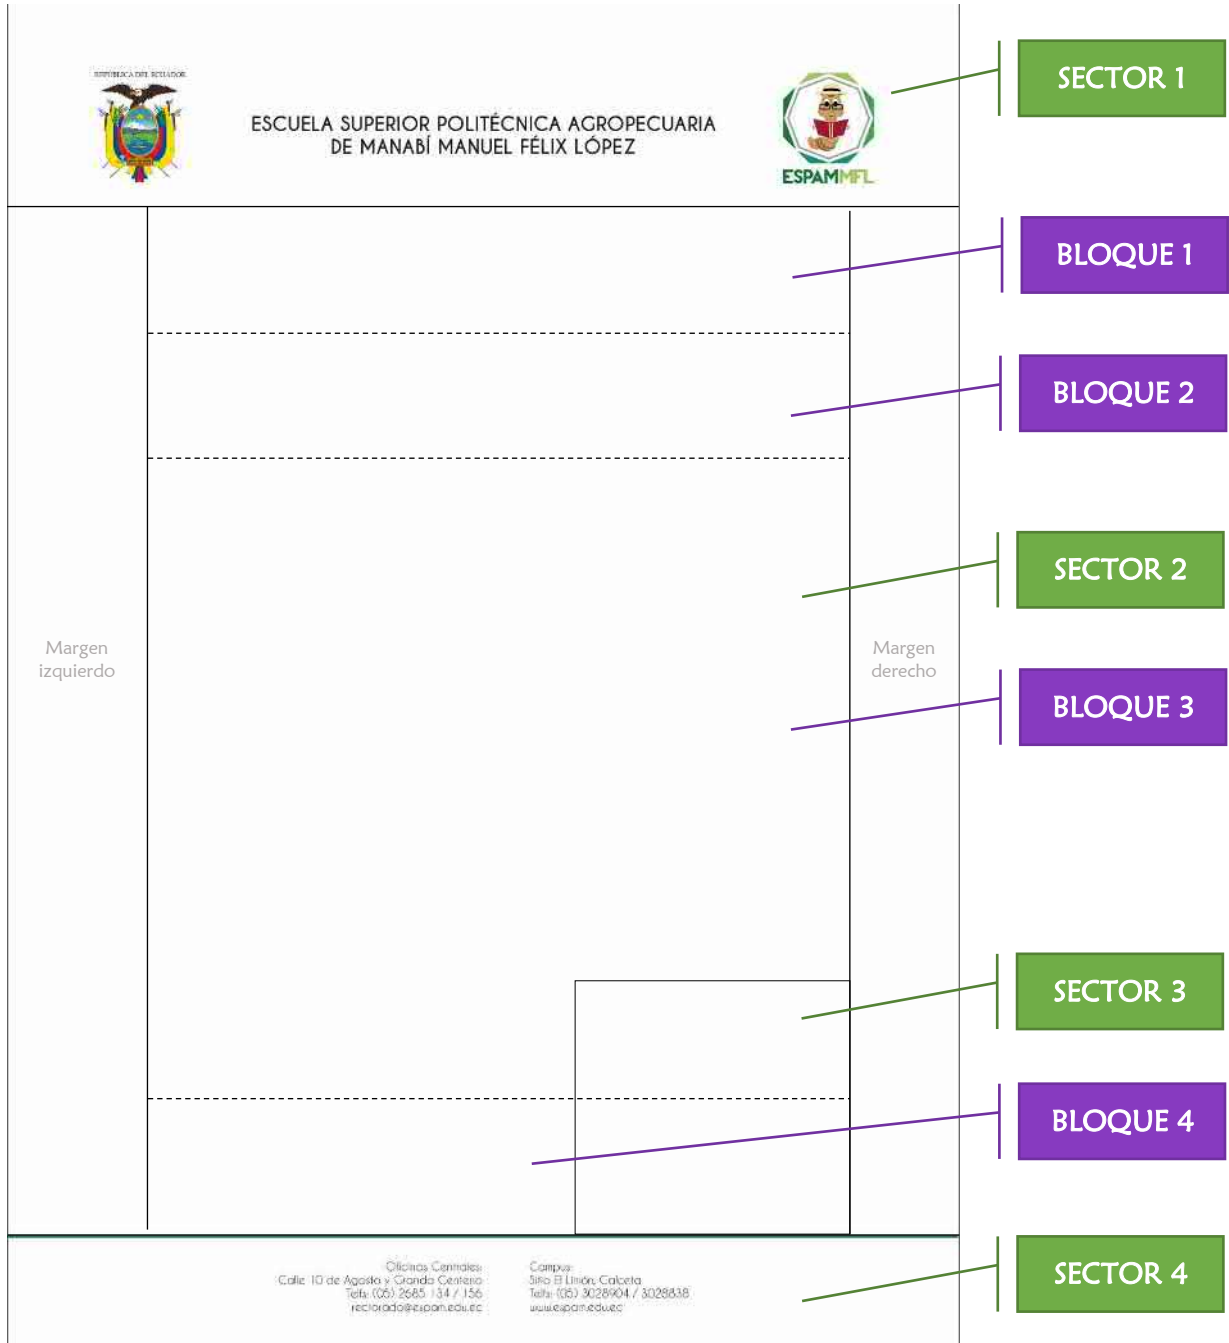 REPÚBLICA DEL ECUADOR
ESCUELA SUPERIOR POLITÉCNICA AGROPECUARIA
DE MANABÍ MANUEL FÉLIX LÓPEZ
ESPAMMFL
SECTOR 1
BLOQUE 1
BLOQUE 2
SECTOR 2
Margen
izquierdo
Margen
derecho
BLOQUE 3
SECTOR 3
BLOQUE 4
SECTOR 4
Oficinas Centrales:
Calle 10 de Agosto y Granda Centeno
Telfs: (05) 2685 134 / 156
rectorado@espam.edu.ec
Campus:
Sitio El Limón, Calceta
Telfs: (05) 3028904 / 3028838
www.espam.edu.ec